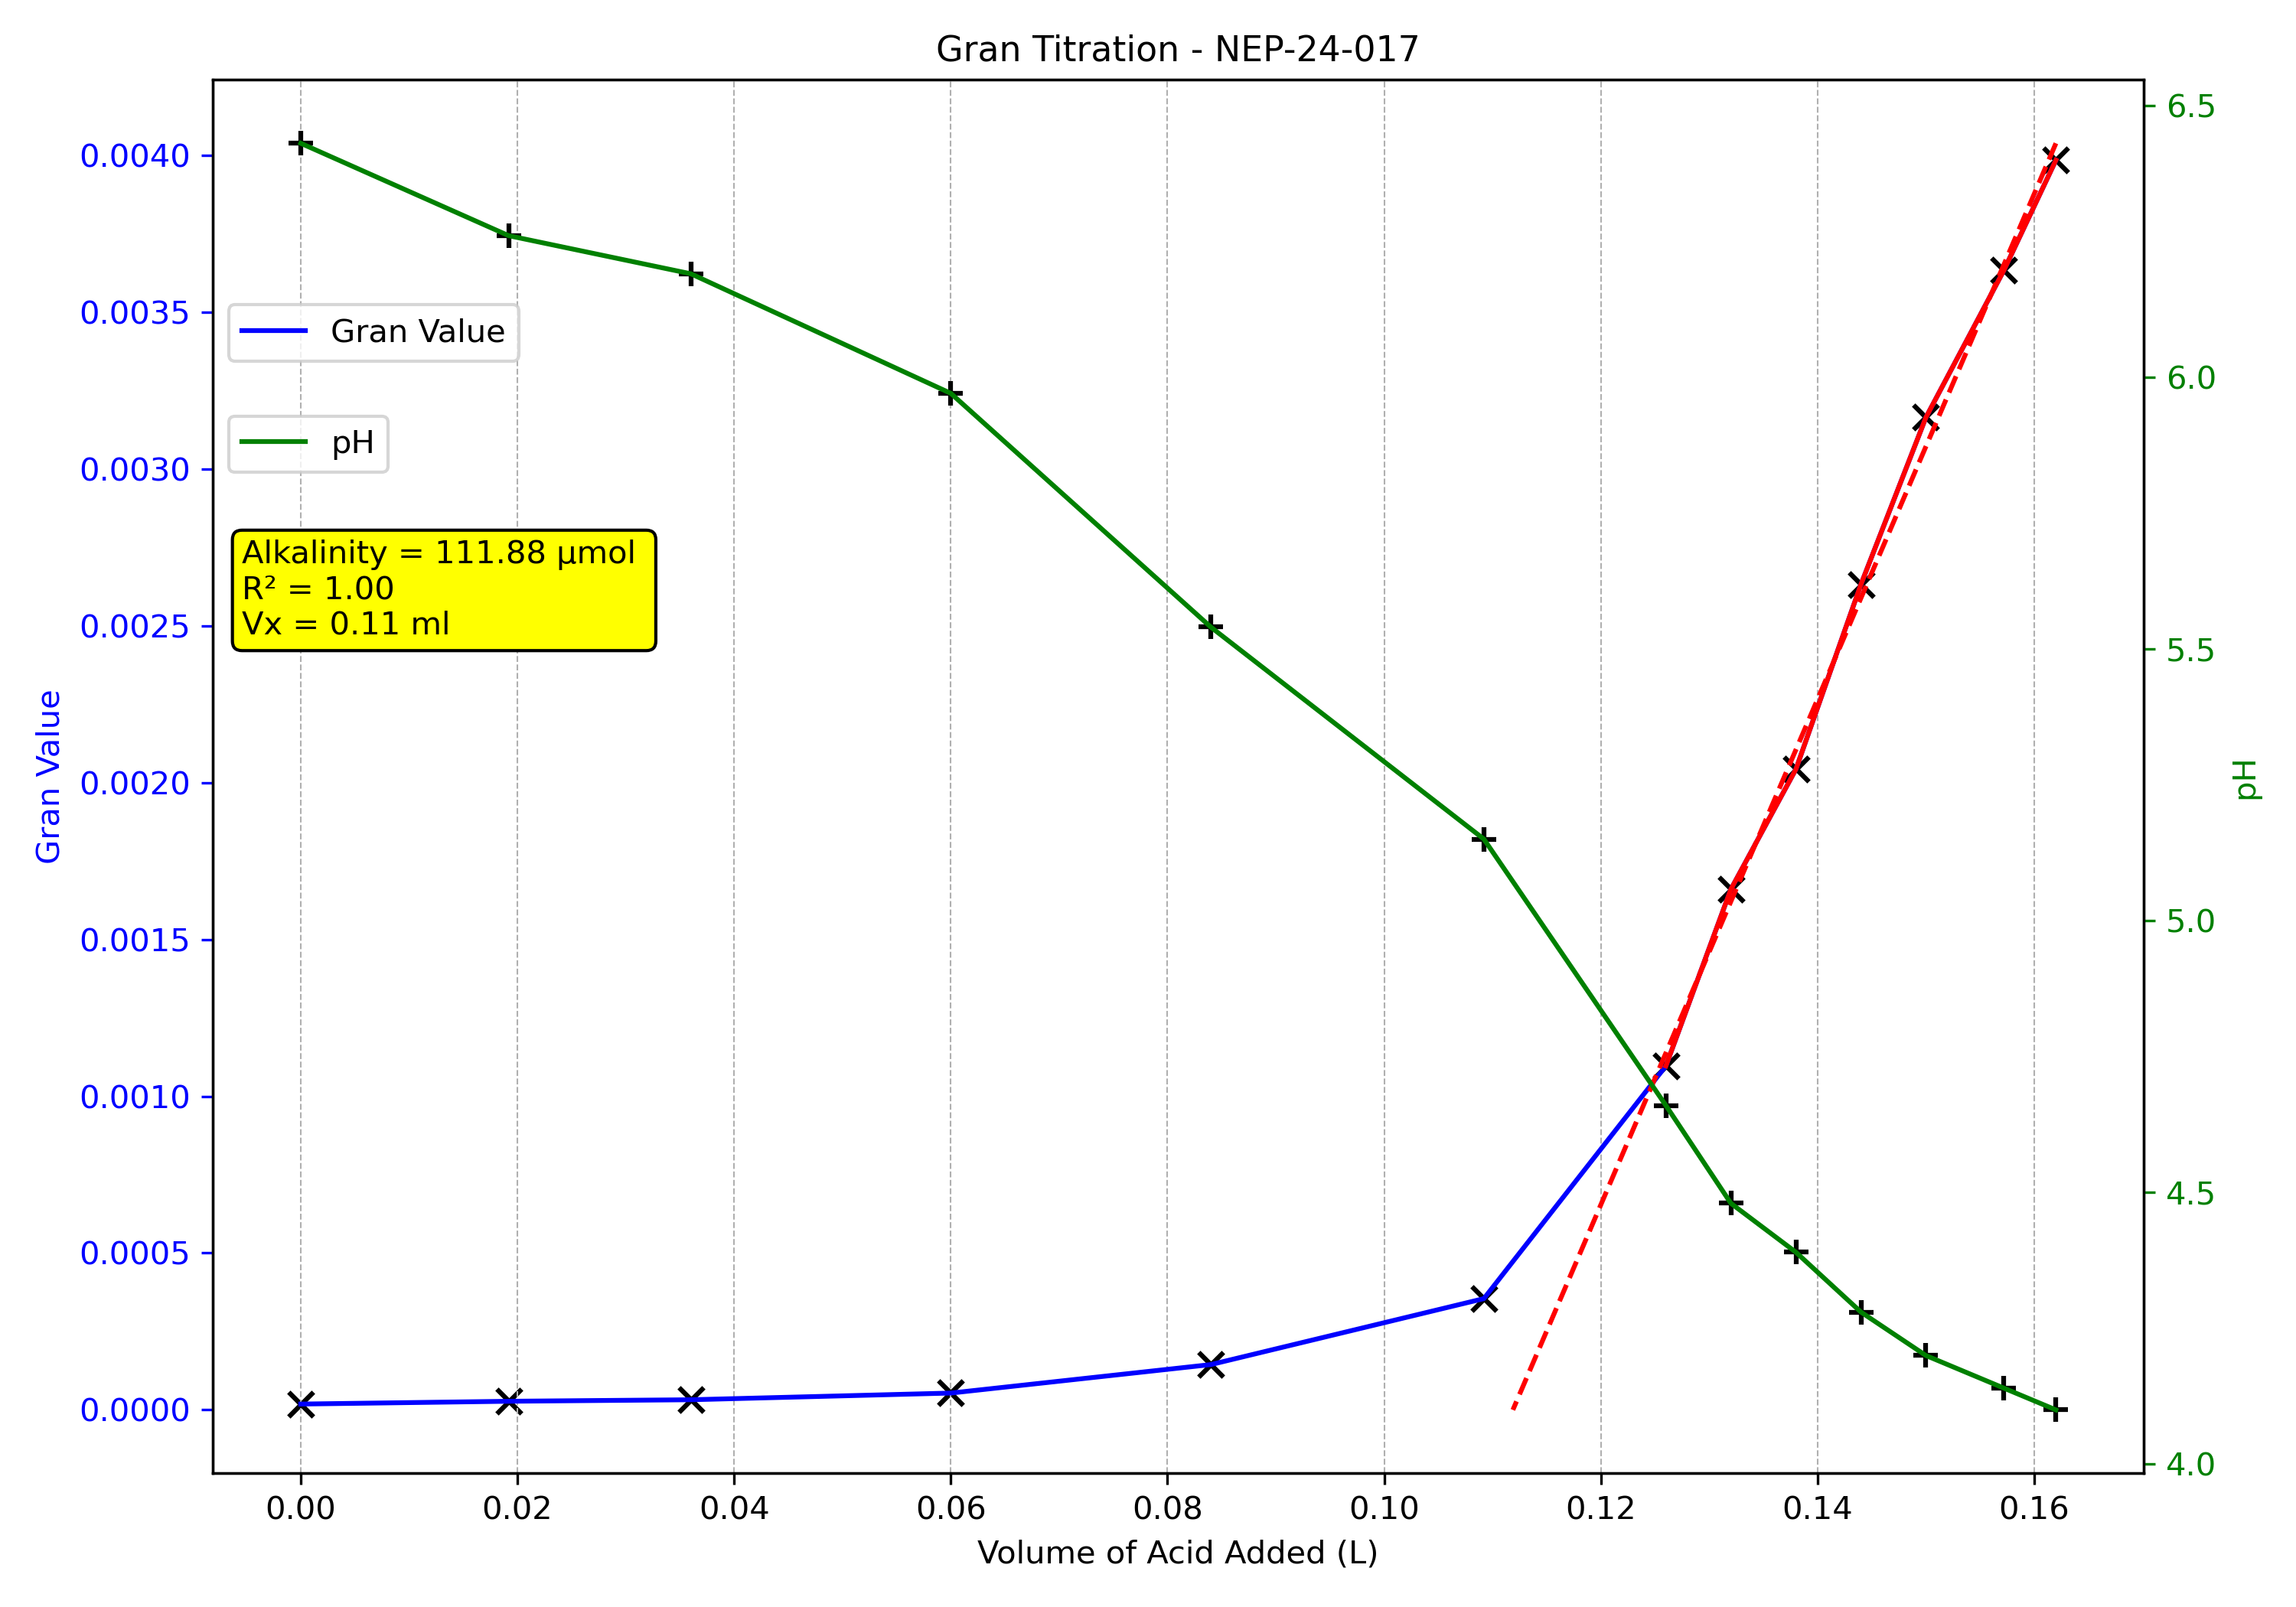 Gran Titration - NEP-24-017
0.0040
0.0035
0.0030
0.0025
0.0020
0.0015
0.0010
0.0005
0.0000
Gran Value
Gran Value
pH
Alkalinity = 111.88 µmol
R² = 1.00
Vx = 0.11 ml
6.5
6.0
5.5
5.0
4.5
4.0
pH
0.00 0.02 0.04 0.06 0.08 0.10 0.12 0.14 0.16
Volume of Acid Added (L)